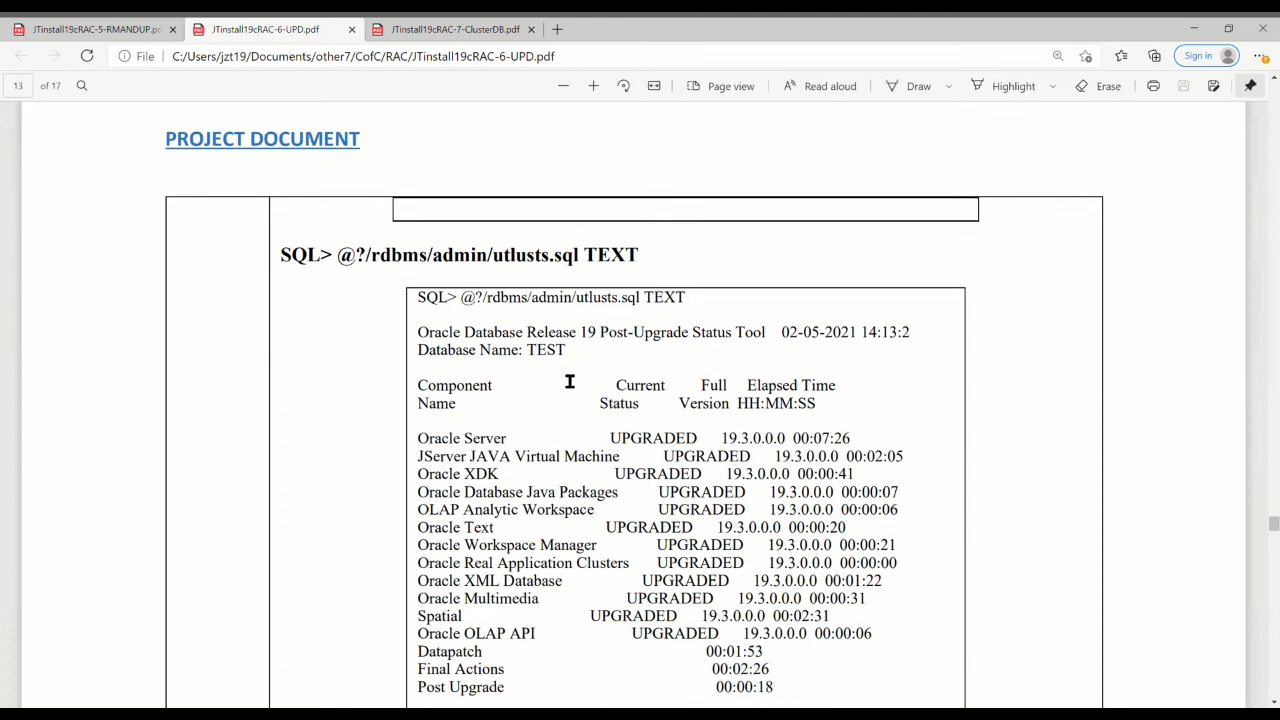 JTinstall19cRAC-5-RMANDUP.pd
JTinstall19cRAC-6-UPD.pdf
JTinstall19cRAC-7-ClusterDB.pdf
File C:/Users/jzt19/Documents/other7/CofC/RAC/JTinstall19cRAC-6-UPD.pdf
Sign in
13 of 17 Page view Read aloud Draw Highlight Erase
PROJECT DOCUMENT
SQL> @?/rdbms/admin/utlusts.sql TEXT
SQL> @?/rdbms/admin/utlusts.sql TEXT
Oracle Database Release 19 Post-Upgrade Status Tool 02-05-2021 14:13:2
Database Name: TEST
Component Current Full Elapsed Time
Name Status Version HH:MM:SS
Oracle Server UPGRADED 19.3.0.0.0 00:07:26
JServer JAVA Virtual Machine UPGRADED 19.3.0.0.0 00:02:05
Oracle XDK UPGRADED 19.3.0.0.0 00:00:41
Oracle Database Java Packages UPGRADED 19.3.0.0.0 00:00:07
OLAP Analytic Workspace UPGRADED 19.3.0.0.0 00:00:06
Oracle Text UPGRADED 19.3.0.0.0 00:00:20
Oracle Workspace Manager UPGRADED 19.3.0.0.0 00:00:21
Oracle Real Application Clusters UPGRADED 19.3.0.0.0 00:00:00
Oracle XML Database UPGRADED 19.3.0.0.0 00:01:22
Oracle Multimedia UPGRADED 19.3.0.0.0 00:00:31
Spatial UPGRADED 19.3.0.0.0 00:02:31
Oracle OLAP API UPGRADED 19.3.0.0.0 00:00:06
Datapatch 00:01:53
Final Actions 00:02:26
Post Upgrade 00:00:18